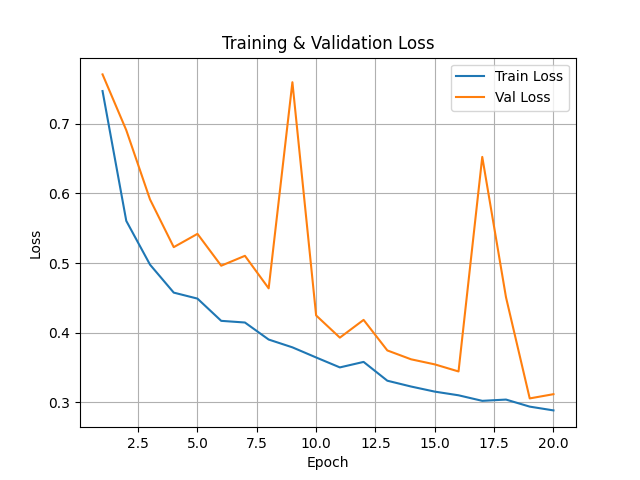 Training & Validation Loss
Train Loss
Val Loss
Loss
0.7
0.6
0.5
0.4
0.3
2.5 5.0 7.5 10.0 12.5 15.0 17.5 20.0
Epoch